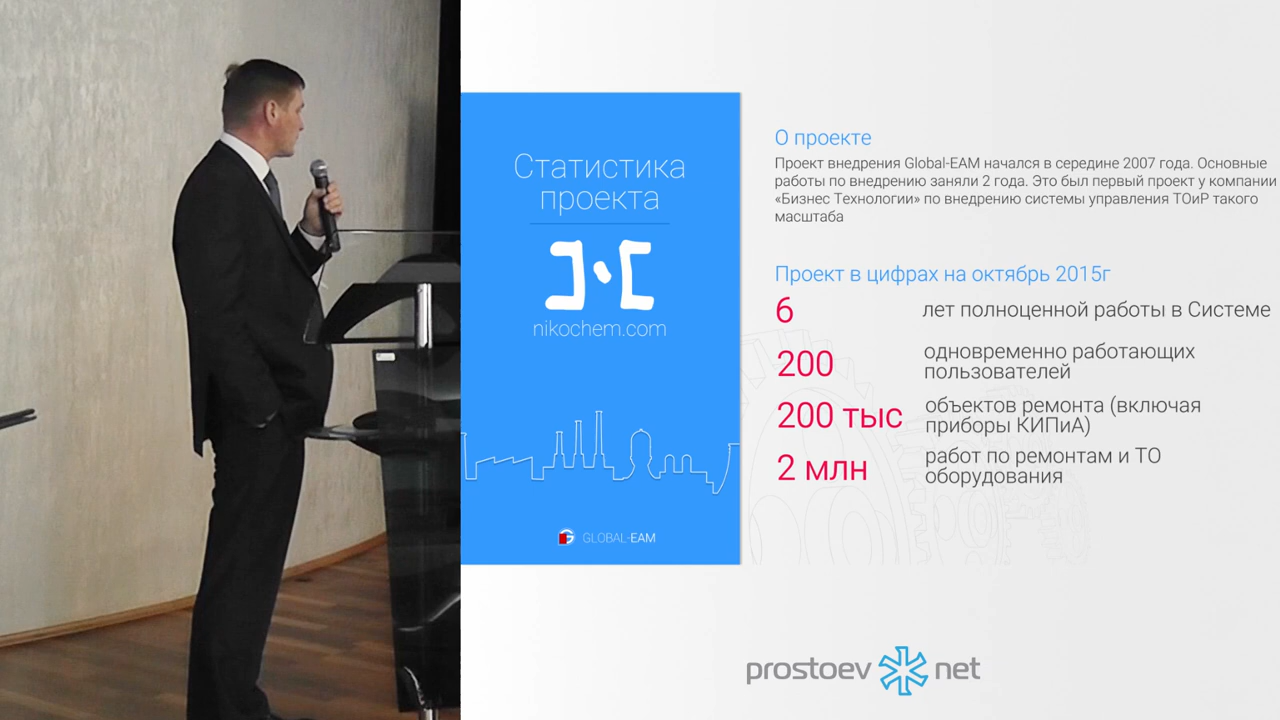 Статистика
проекта
nikochem.com
GLOBAL-EAM
О проекте
Проект внедрения Global-EAM начался в середине 2007 года. Основные
работы по внедрению заняли 2 года. Это был первый проект у компании
«Бизнес Технологии» по внедрению системы управления ТОиР такого
масштаба
Проект в цифрах на октябрь 2015г
6 лет полноценной работы в Системе
200 одновременно работающих
пользователей
200 тыс объектов ремонта (включая
приборы КИПиА)
2 млн работ по ремонтам и ТО
оборудования
prostoev net